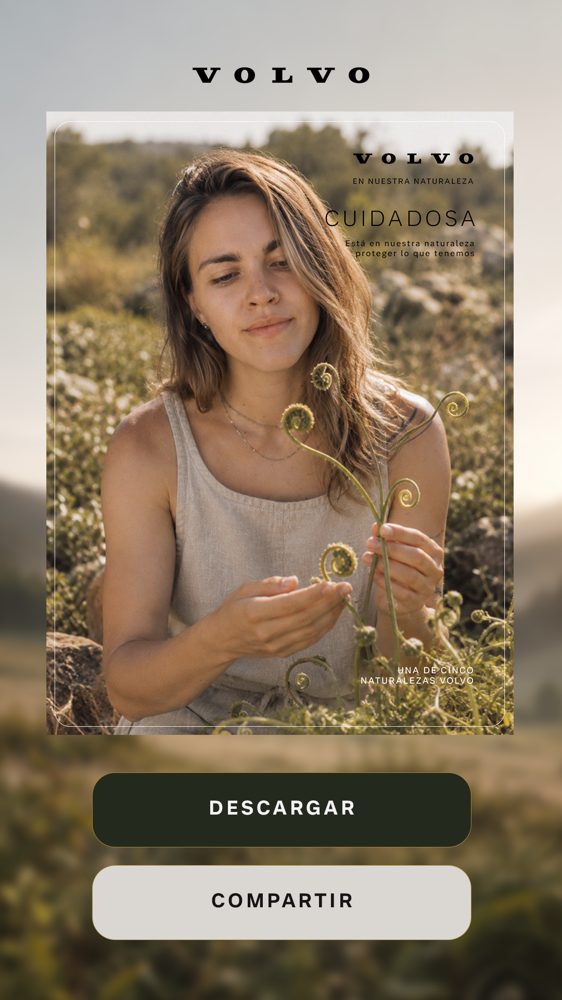 VOLVO
VOLVO
EN NUESTRA NATURALEZA
CUIDADOSA
Está en nuestra naturaleza
proteger lo que tenemos
UNA DE CINCO
NATURALEZAS VOLVO
DESCARGAR
COMPARTIR